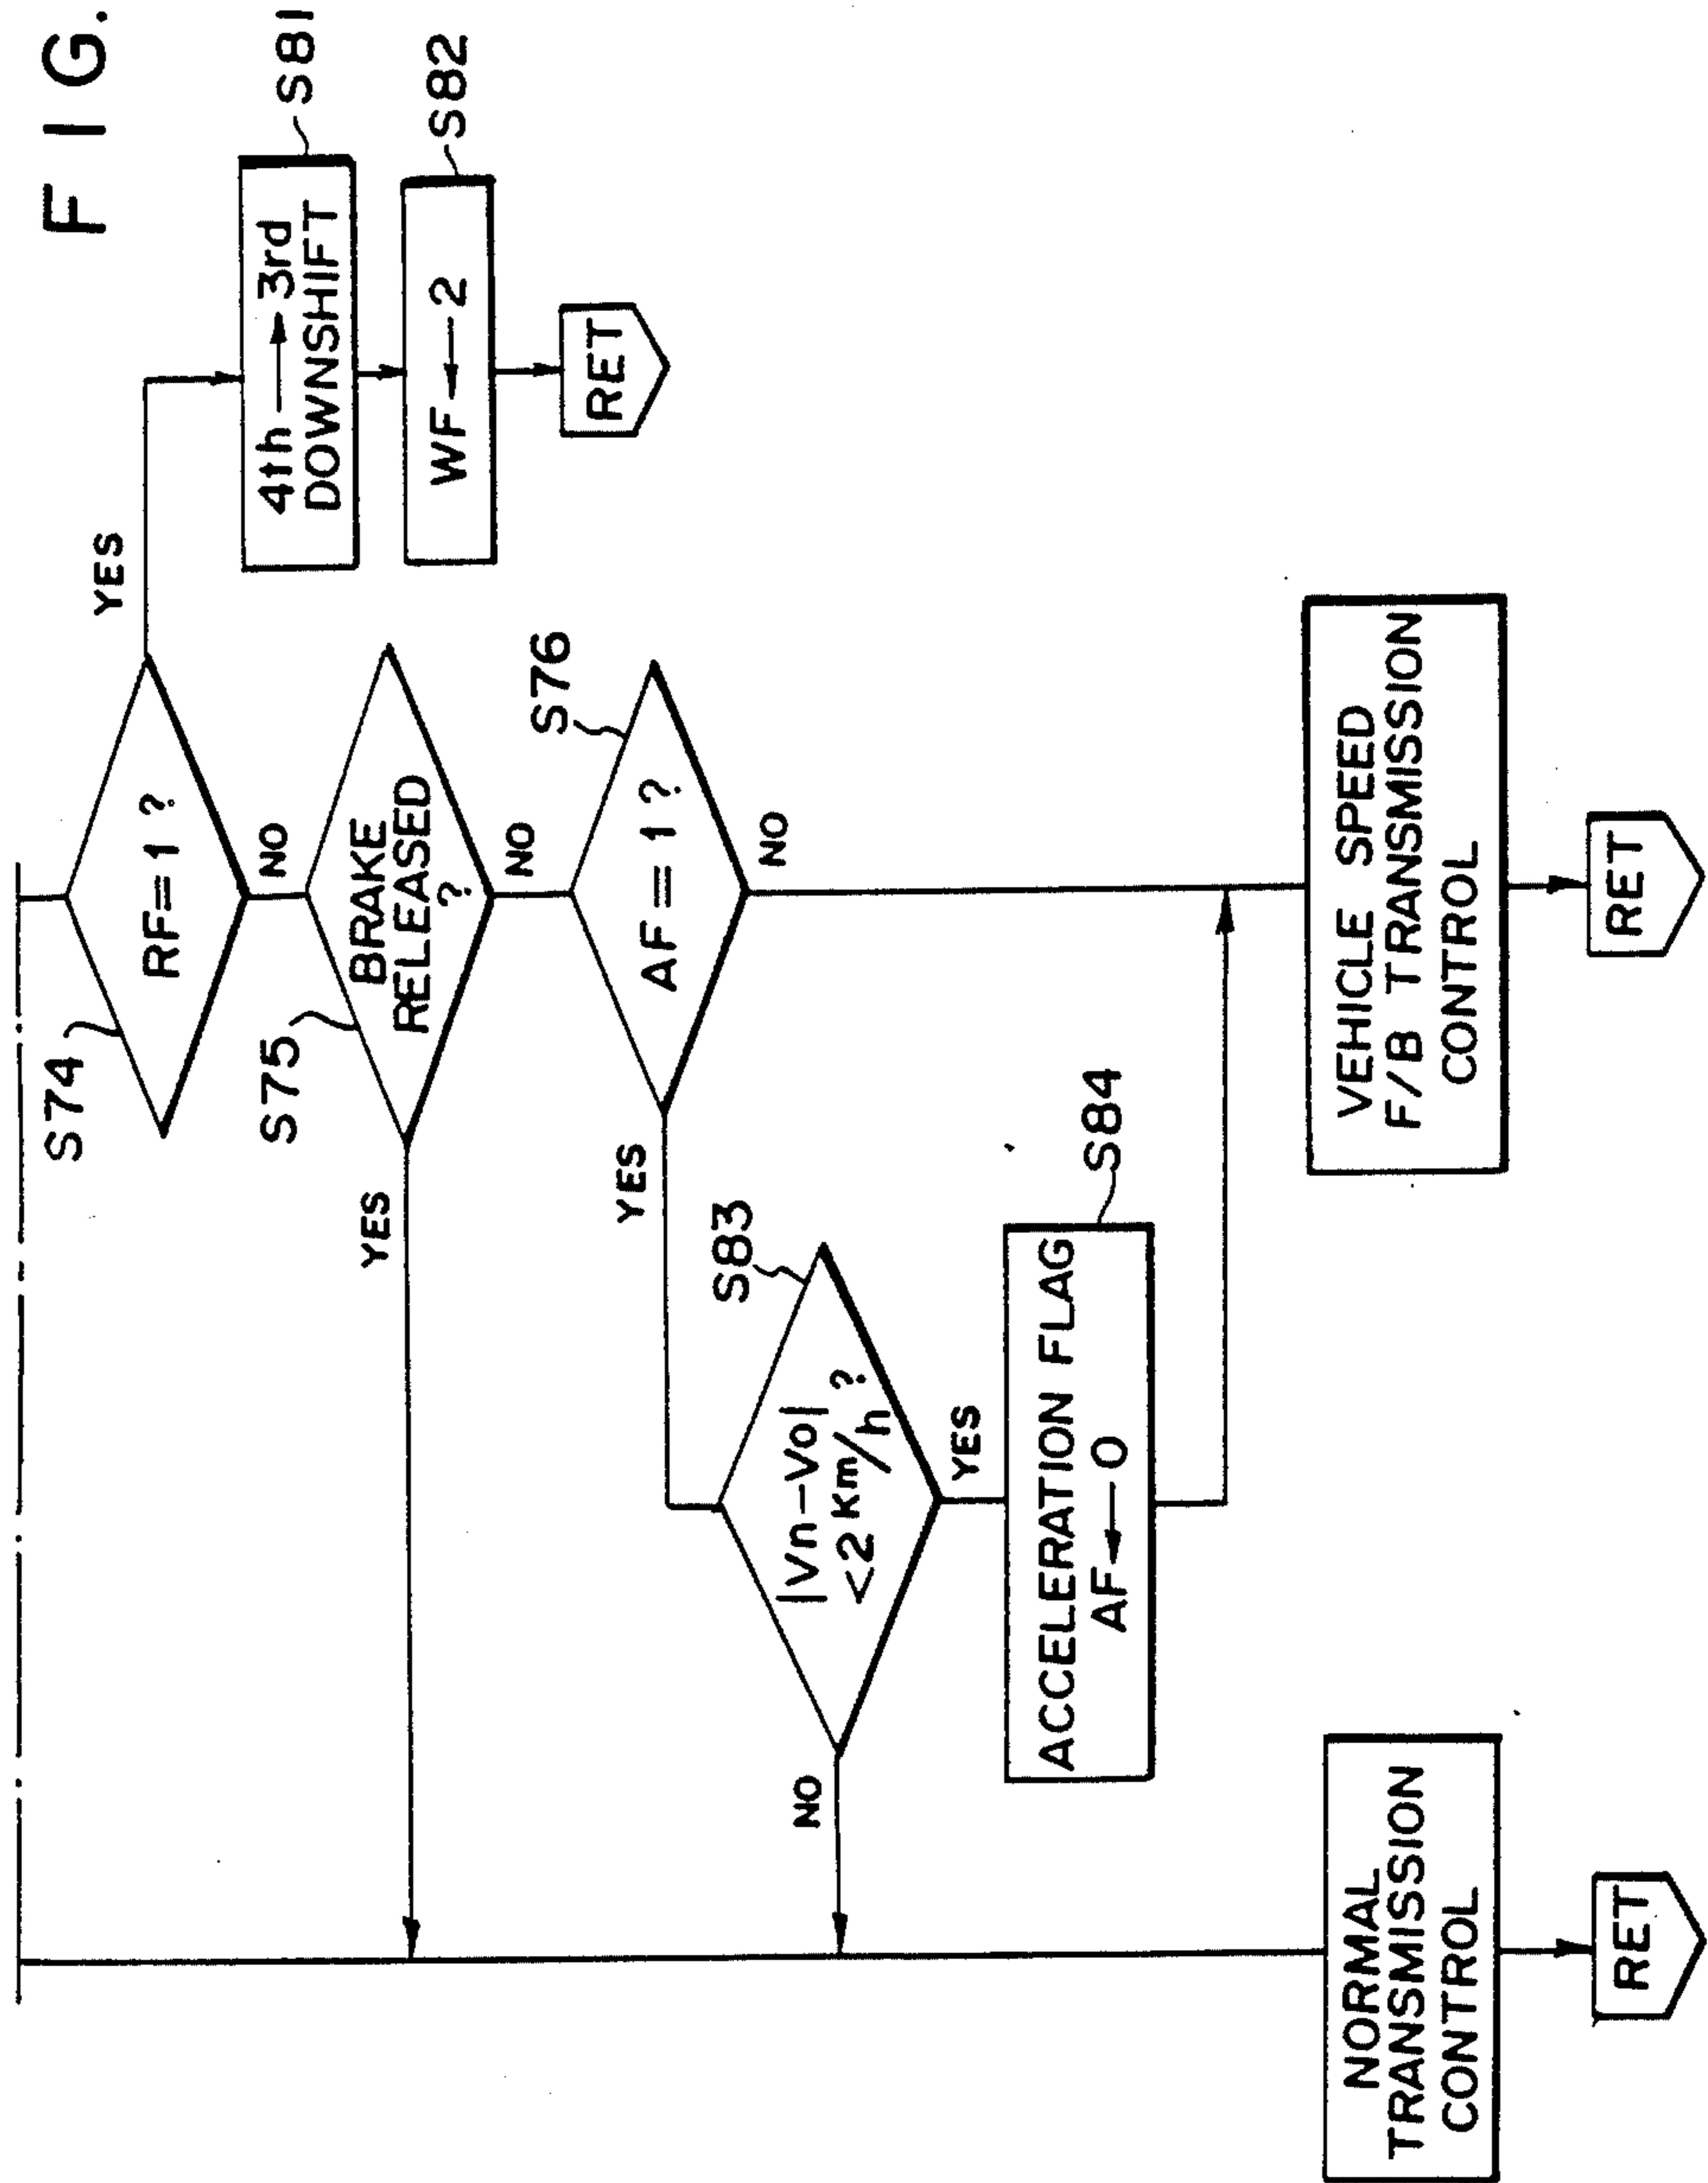 FIG.
S74
RF=1 ?
YES
NO
S81
4th → 3rd
DOWNSHIFT
S82
WF ← 2
RET
S75
BRAKE
RELEASED
?
YES
NO
S76
AF = 1 ?
YES
NO
S83
|Vn-Vo|
<2 Km/h ?
NO
YES
S84
ACCELERATION FLAG
AF ← 0
NORMAL
TRANSMISSION
CONTROL
RET
VEHICLE SPEED
F/B TRANSMISSION
CONTROL
RET